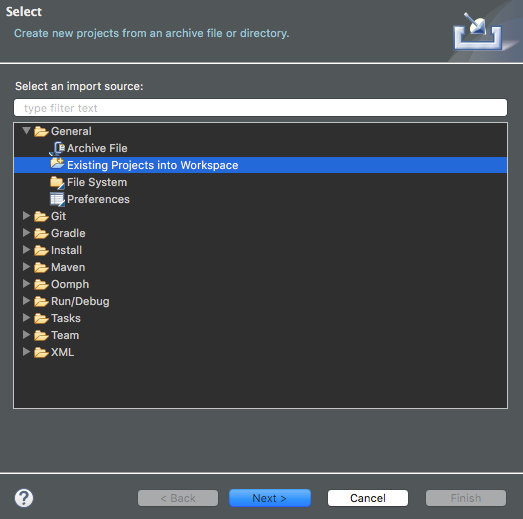 Select
Create new projects from an archive file or directory.
Select an import source:
type filter text
General
Archive File
Existing Projects into Workspace
File System
Preferences
Git
Gradle
Install
Maven
Oomph
Run/Debug
Tasks
Team
XML
? < Back Next > Cancel Finish